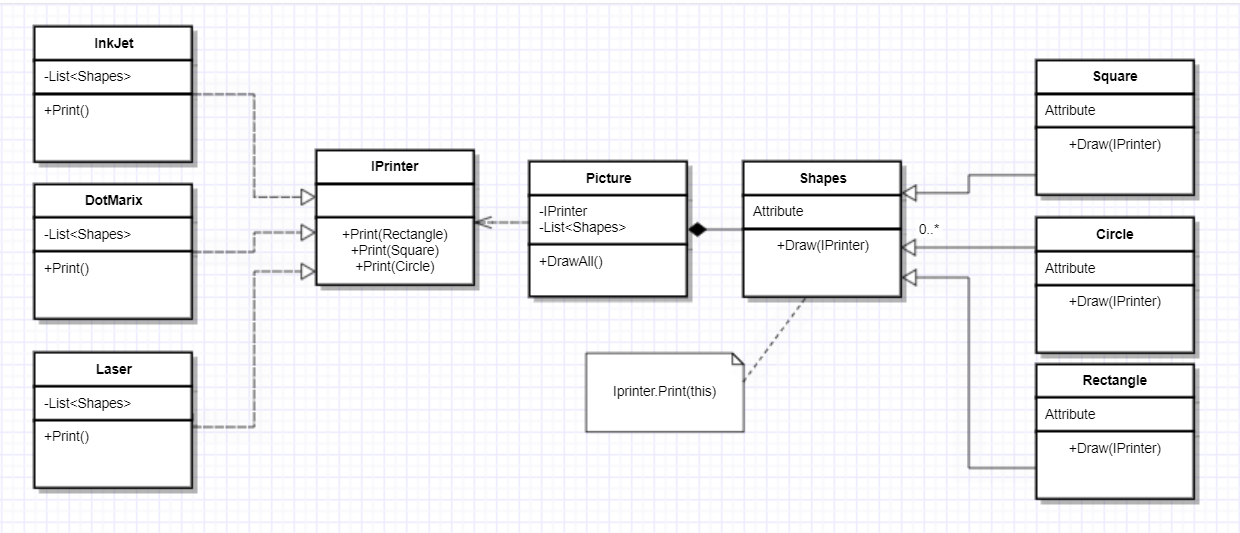 InkJet
-List<Shapes>
+Print()
DotMarix
-List<Shapes>
+Print()
Laser
-List<Shapes>
+Print()
IPrinter
+Print(Rectangle)
+Print(Square)
+Print(Circle)
Picture
-IPrinter
-List<Shapes>
+DrawAll()
Shapes
Attribute
+Draw(IPrinter)
Iprinter.Print(this)
0..*
Square
Attribute
+Draw(IPrinter)
Circle
Attribute
+Draw(IPrinter)
Rectangle
Attribute
+Draw(IPrinter)